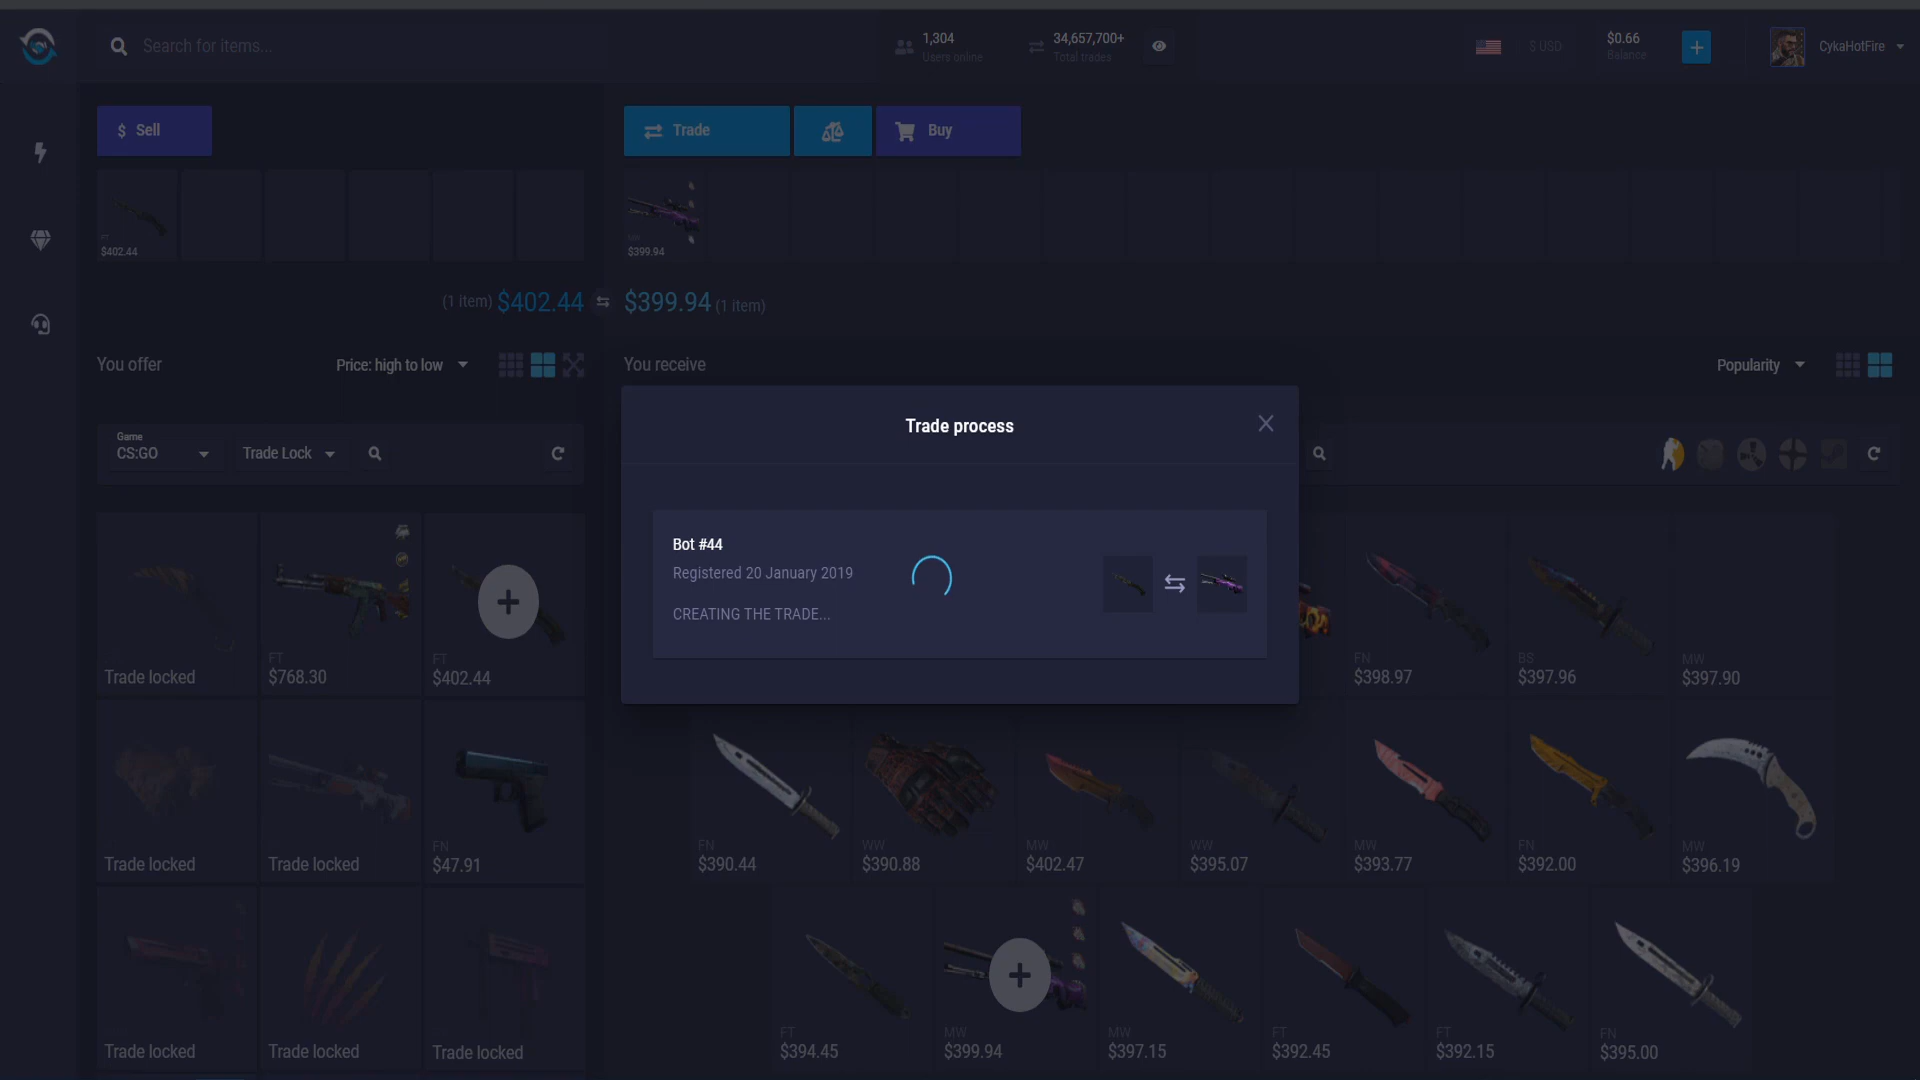 Search for items...
1,304
Users online
34,657,700+
Total trades
$ USD
$0.66
Balance
CykaHotFire
$ Sell
Trade
Buy
FT
$402.44
MW
$399.94
(1 item) $402.44
$399.94 (1 item)
You offer
Price: high to low
You receive
Popularity
Game
CS:GO
Trade Lock
Trade process
Bot #44
Registered 20 January 2019
CREATING THE TRADE...
Trade locked
FT
$768.30
FT
$402.44
FN
$398.97
BS
$397.96
MW
$397.90
Trade locked
Trade locked
FN
$47.91
FN
$390.44
WW
$390.88
MW
$402.47
WW
$395.07
MW
$393.77
FN
$392.00
MW
$396.19
Trade locked
Trade locked
Trade locked
FT
$394.45
MW
$399.94
MW
$397.15
FT
$392.45
FT
$392.15
FN
$395.00